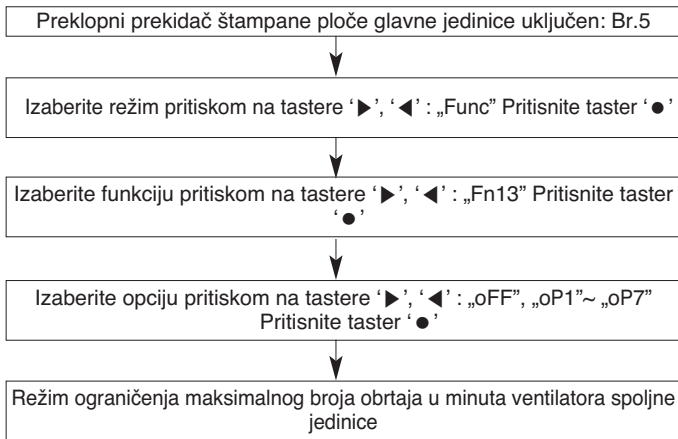 Preklopni prekidač štampane ploče glavne jedinice uključen: Br.5
Izaberite režim pritiskom na tastere ‘▶’, ‘◀’ : „Func” Pritisnite taster ‘●’
Izaberite funkciju pritiskom na tastere ‘▶’, ‘◀’ : „Fn13” Pritisnite taster
‘●’
Izaberite opciju pritiskom na tastere ‘▶’, ‘◀’ : „oFF”, „oP1”~ „oP7”
Pritisnite taster ‘●’
Režim ograničenja maksimalnog broja obrtaja u minuta ventilatora spoljne
jedinice